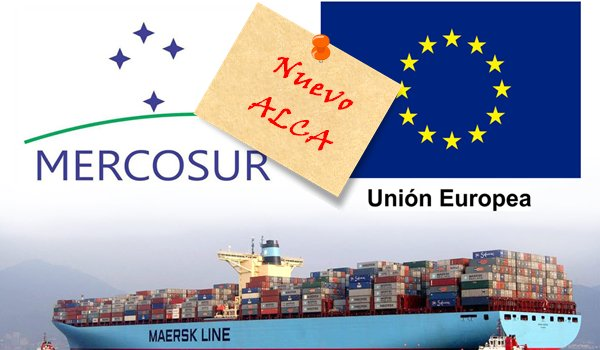 Nuevo
ALCA
MERCOSUR
Unión Europea
MAERSK LINE